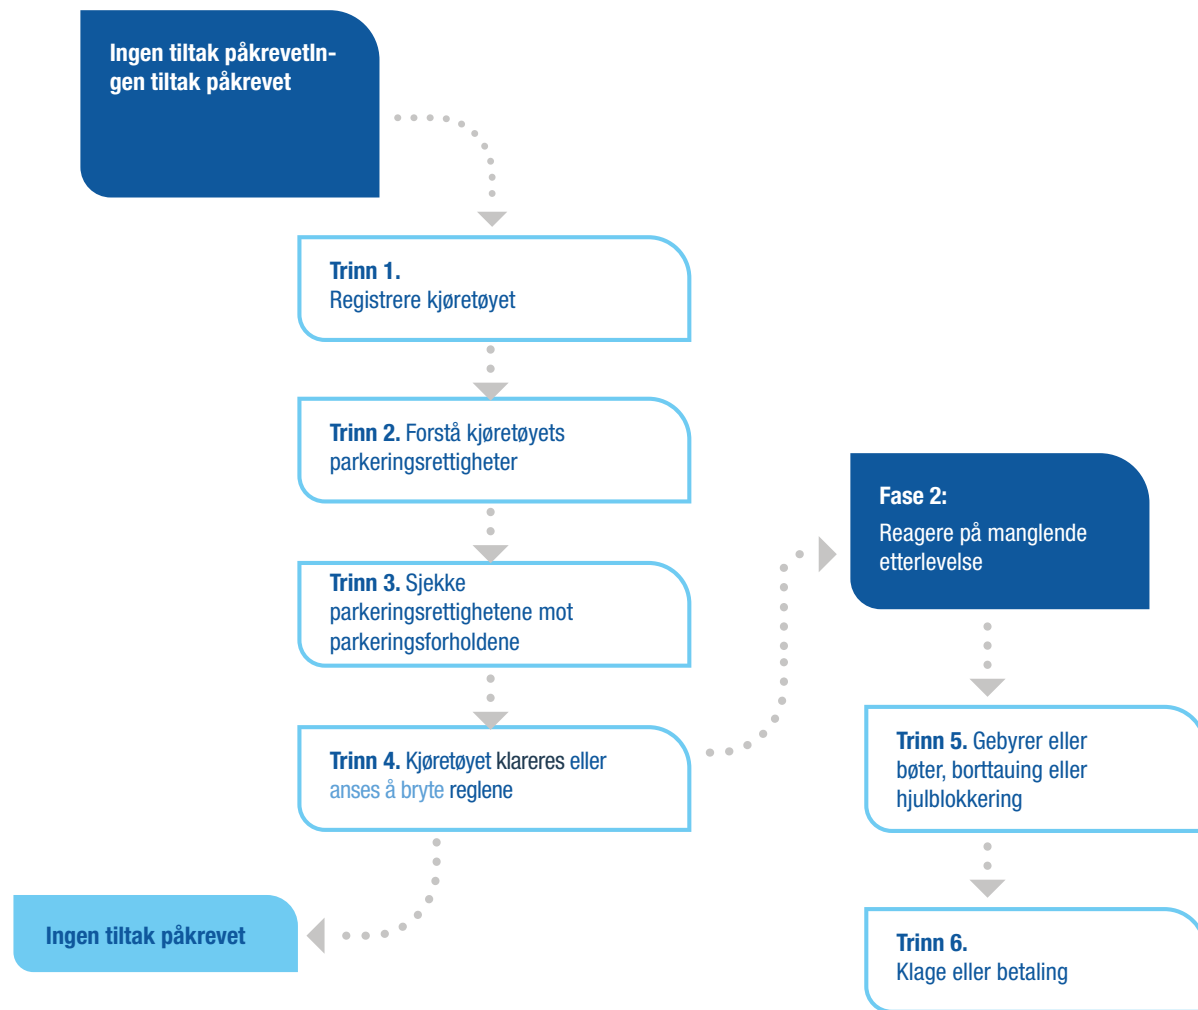 Ingen tiltak påkrevetIn-
gen tiltak påkrevet
Trinn 1.
Registrere kjøretøyet
Trinn 2. Forstå kjøretøyets
parkeringsrettigheter
Trinn 3. Sjekke
parkeringsrettighetene mot
parkeringsforholdene
Trinn 4. Kjøretøyet klareres eller
anses å bryte reglene
Ingen tiltak påkrevet
Fase 2:
Reagere på manglende
etterlevelse
Trinn 5. Gebyrer eller
bøter, borttauing eller
hjulblokkering
Trinn 6.
Klage eller betaling